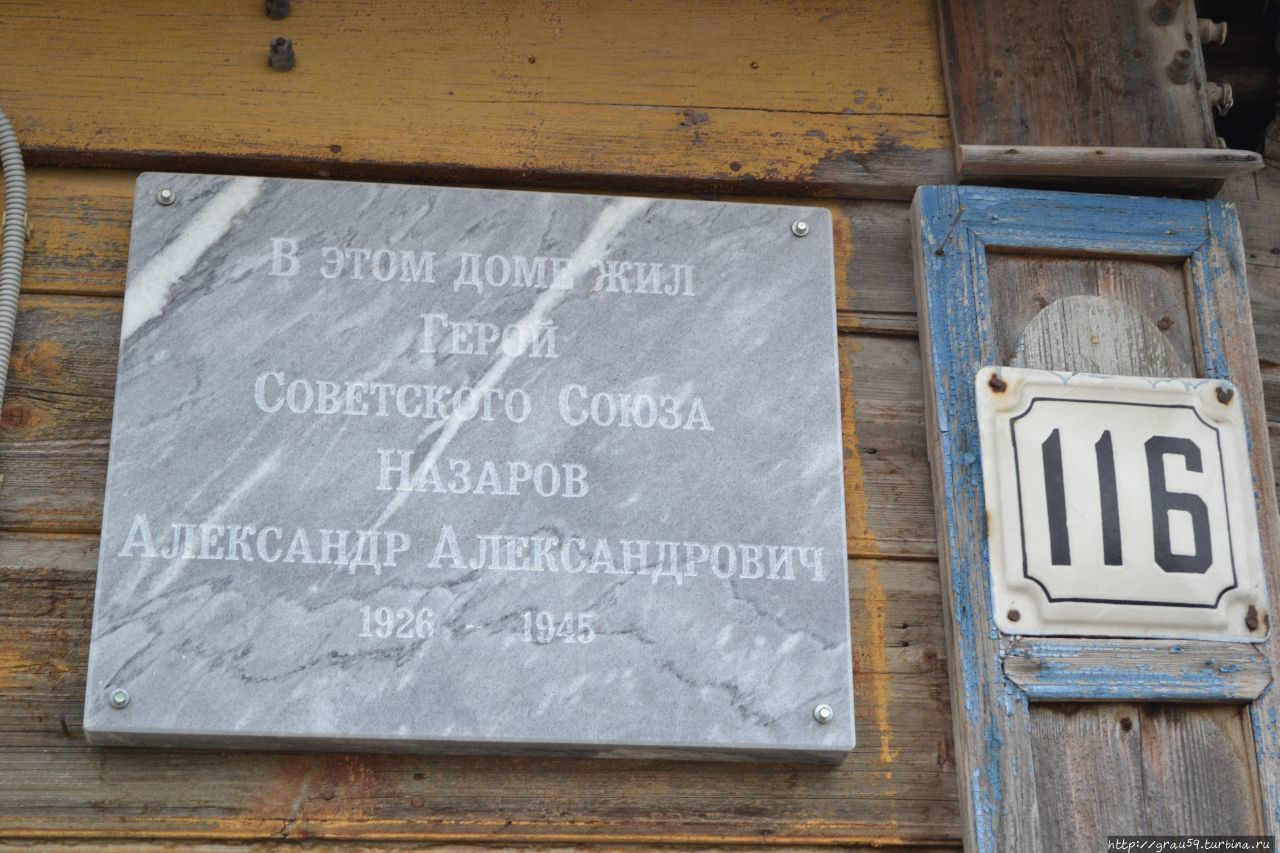 В ЭТОМ ДОМЕ ЖИЛ
ГЕРОЙ
СОВЕТСКОГО СОЮЗА
НАЗАРОВ
АЛЕКСАНДР АЛЕКСАНДРОВИЧ
1926 - 1945
116
http://grau59.turbina.ru